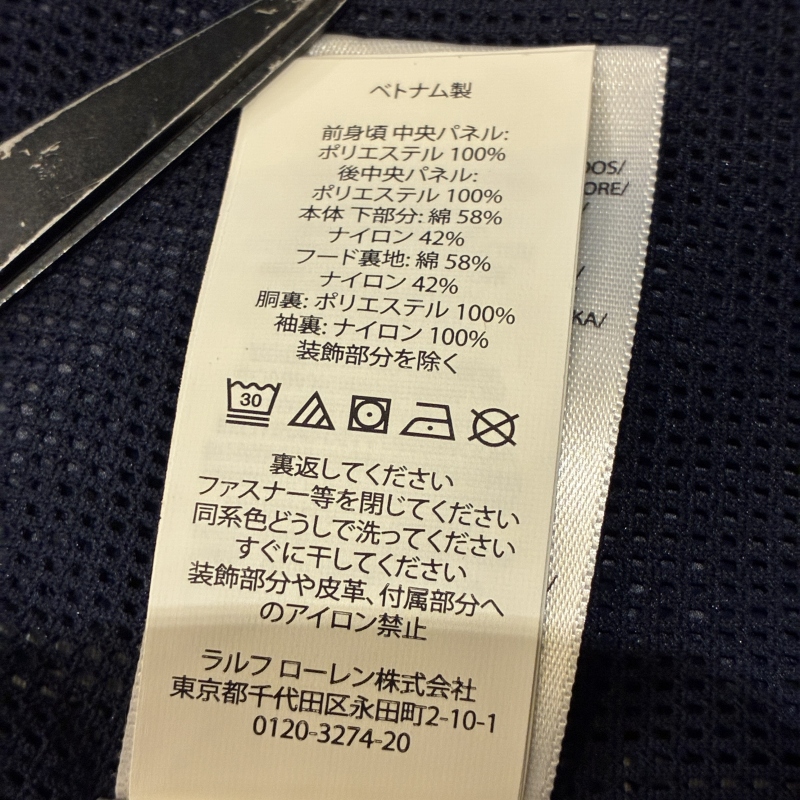 ベトナム製
前身頃 中央パネル:
ポリエステル 100%
後中央パネル:
ポリエステル 100%
本体 下部分: 綿 58%
ナイロン 42%
フード裏地: 綿 58%
ナイロン 42%
胴裏: ポリエステル 100%
袖裏: ナイロン 100%
装飾部分を除く
30
裏返してください
ファスナー等を閉じてください
同系色どうしで洗ってください
すぐに干してください
装飾部分や皮革、付属部分へ
のアイロン禁止
ラルフ ローレン株式会社
東京都千代田区永田町2-10-1
0120-3274-20
DOS/
ORE/
KA/